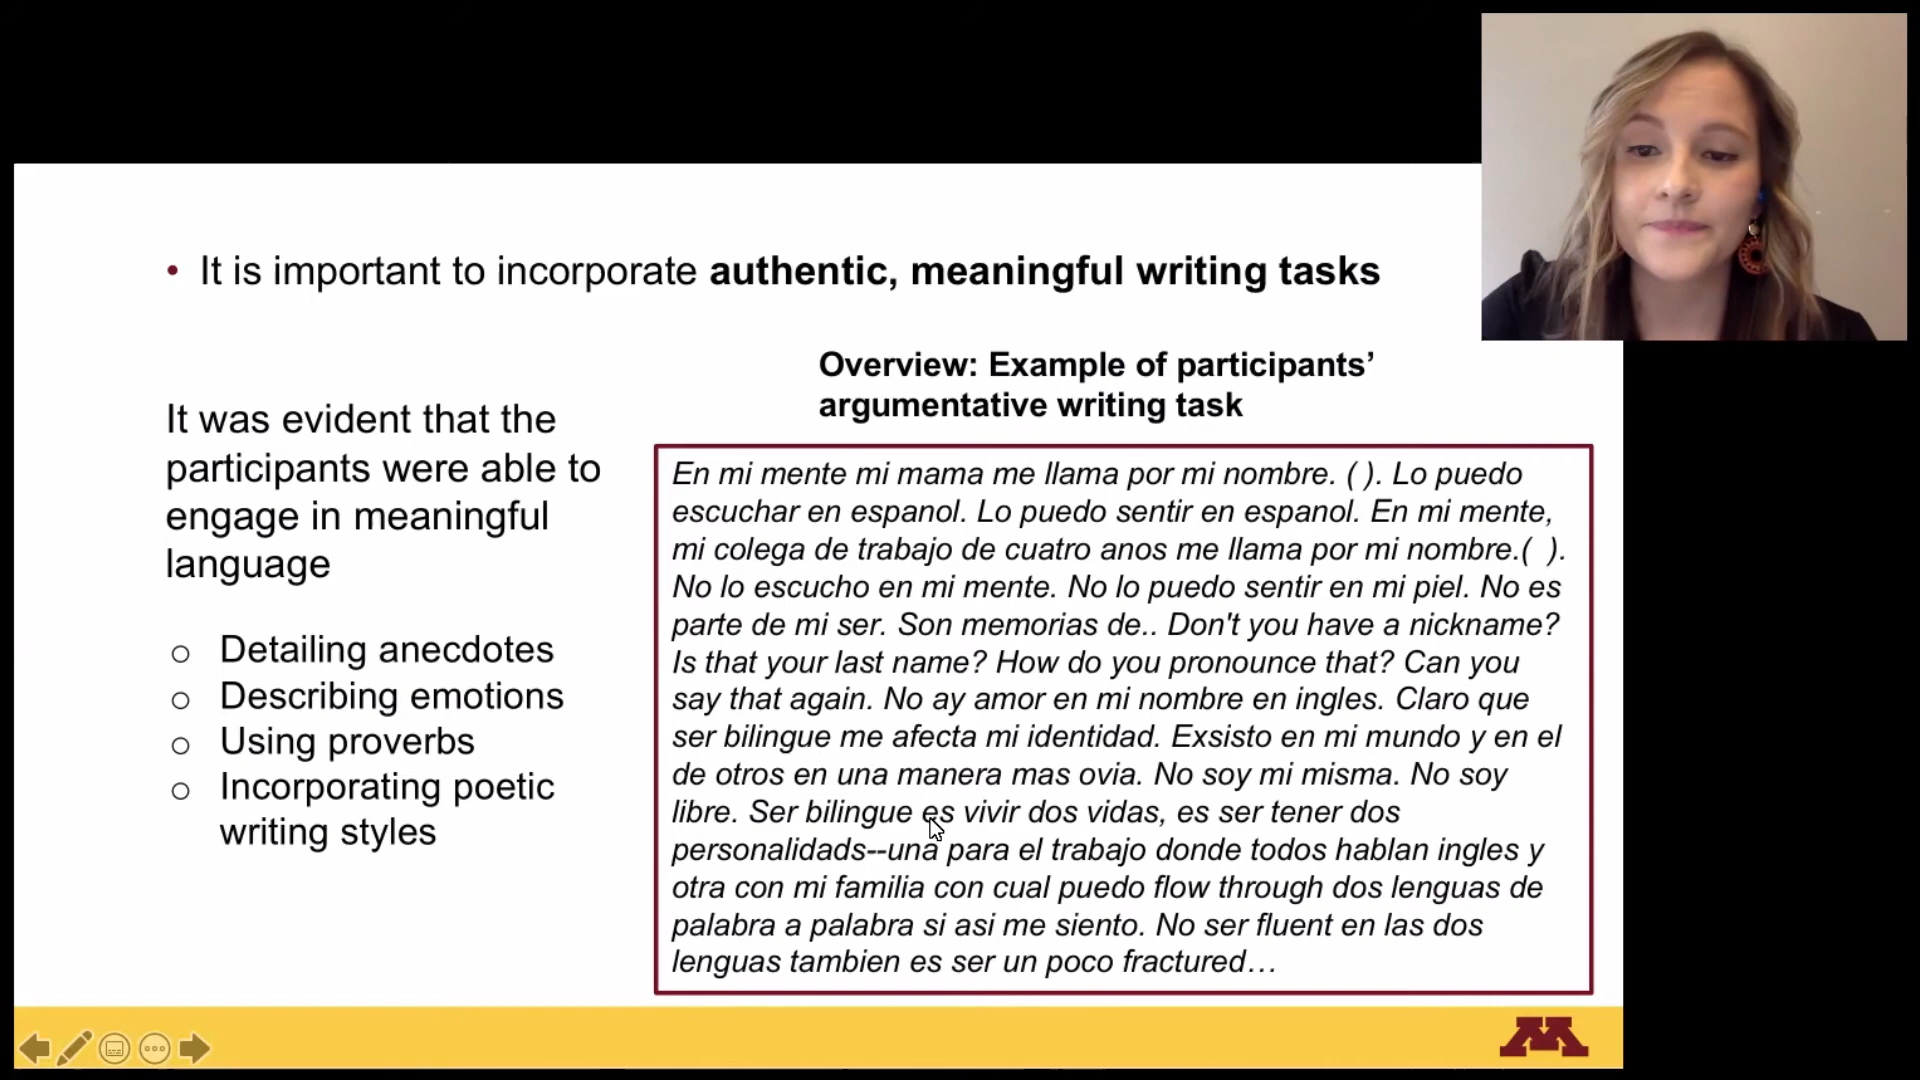 It is important to incorporate authentic, meaningful writing tasks
It was evident that the
participants were able to
engage in meaningful
language
Detailing anecdotes
Describing emotions
Using proverbs
Incorporating poetic
writing styles
Overview: Example of participants’
argumentative writing task
En mi mente mi mama me llama por mi nombre. ( ). Lo puedo
escuchar en espanol. Lo puedo sentir en espanol. En mi mente,
mi colega de trabajo de cuatro anos me llama por mi nombre.( ).
No lo escucho en mi mente. No lo puedo sentir en mi piel. No es
parte de mi ser. Son memorias de.. Don't you have a nickname?
Is that your last name? How do you pronounce that? Can you
say that again. No ay amor en mi nombre en ingles. Claro que
ser bilingue me afecta mi identidad. Exsisto en mi mundo y en el
de otros en una manera mas ovia. No soy mi misma. No soy
libre. Ser bilingue es vivir dos vidas, es ser tener dos
personalidads--una para el trabajo donde todos hablan ingles y
otra con mi familia con cual puedo flow through dos lenguas de
palabra a palabra si asi me siento. No ser fluent en las dos
lenguas tambien es ser un poco fractured…
M